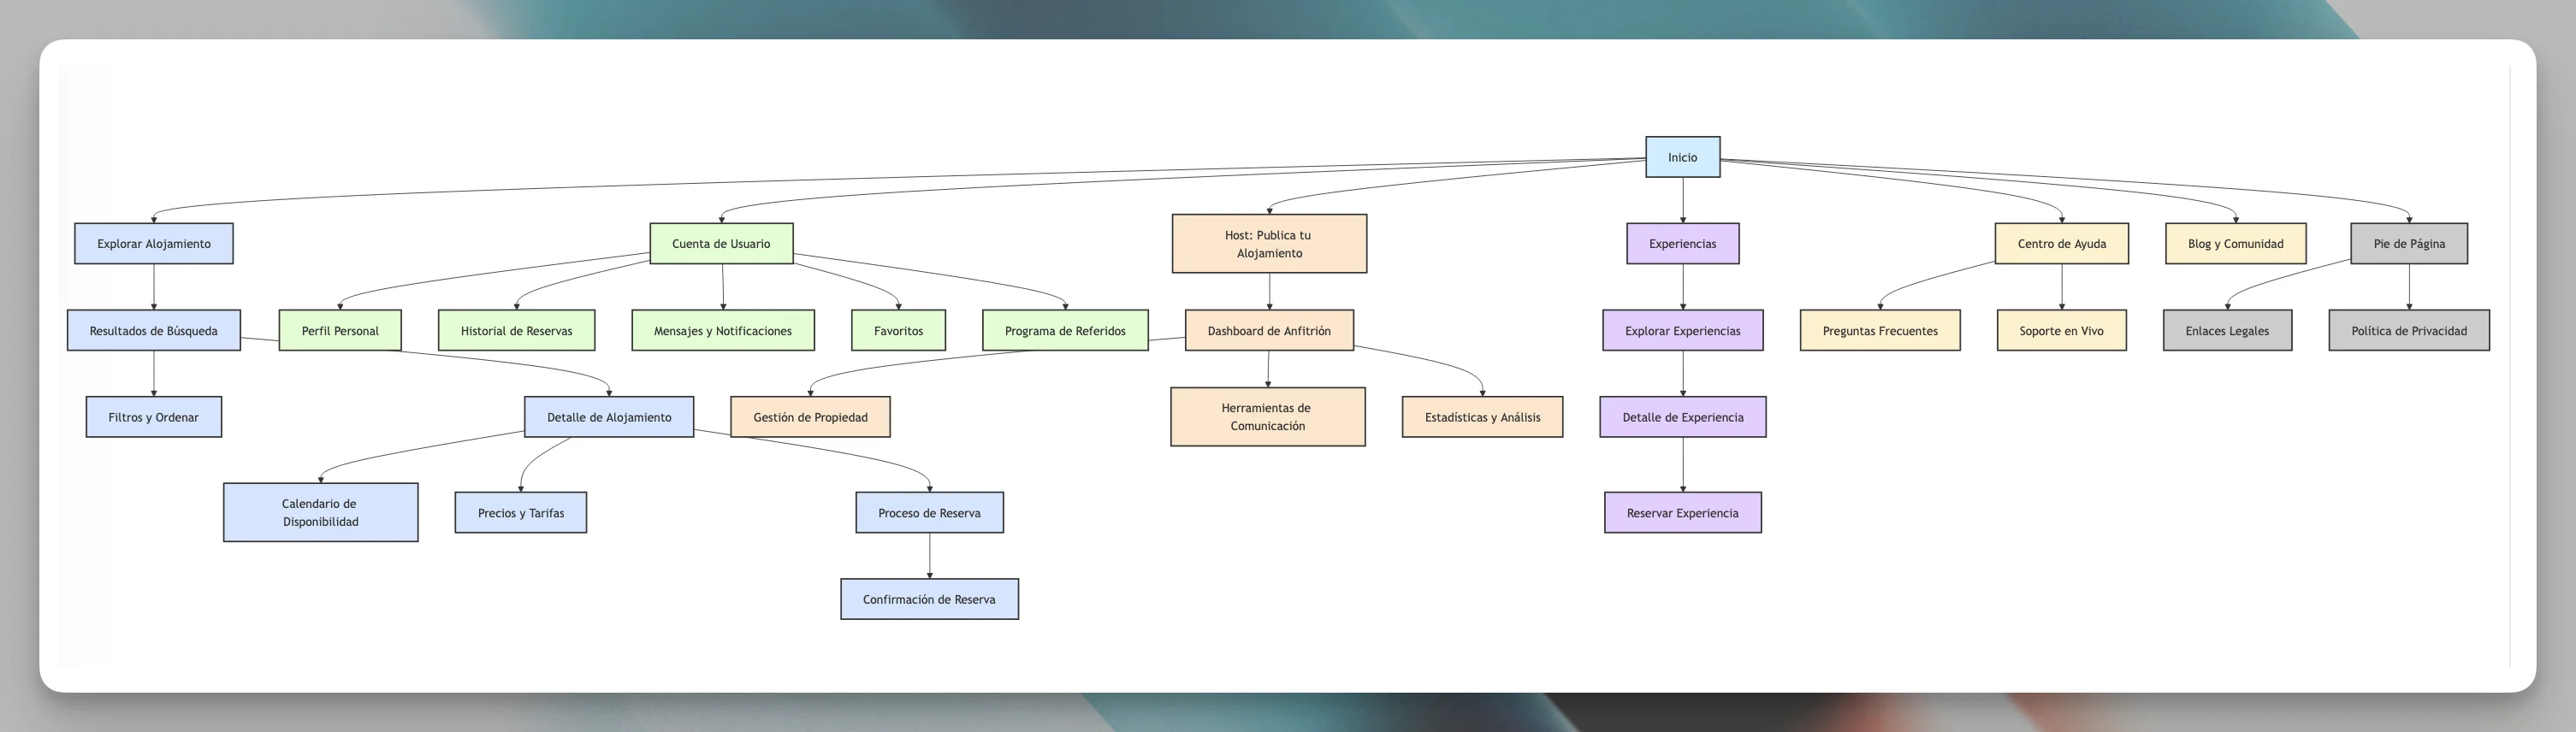 Inicio
Explorar Alojamiento
Cuenta de Usuario
Host: Publica tu
Alojamiento
Experiencias
Centro de Ayuda
Blog y Comunidad
Pie de Página
Resultados de Búsqueda
Perfil Personal
Historial de Reservas
Mensajes y Notificaciones
Favoritos
Programa de Referidos
Dashboard de Anfitrión
Explorar Experiencias
Preguntas Frecuentes
Soporte en Vivo
Enlaces Legales
Política de Privacidad
Filtros y Ordenar
Detalle de Alojamiento
Gestión de Propiedad
Herramientas de
Comunicación
Estadísticas y Análisis
Detalle de Experiencia
Calendario de
Disponibilidad
Precios y Tarifas
Proceso de Reserva
Reservar Experiencia
Confirmación de Reserva